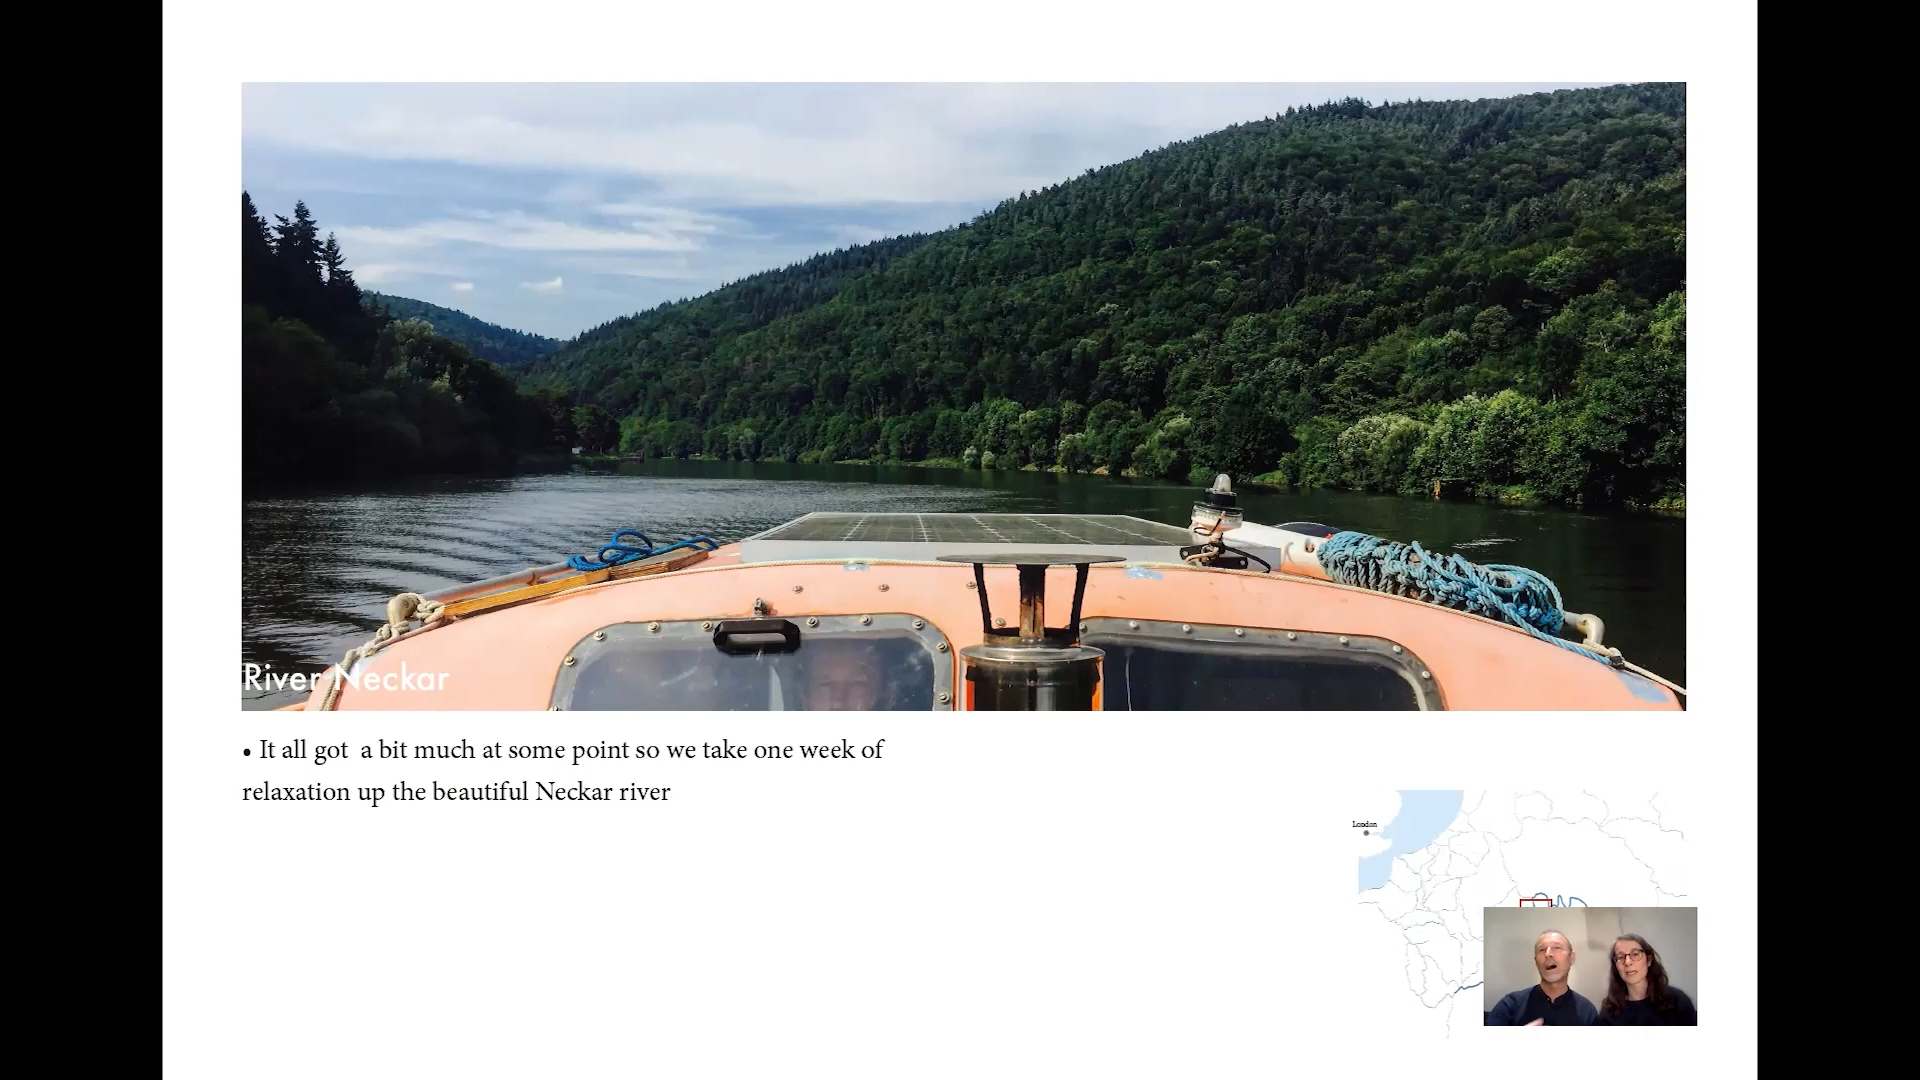 River Neckar
• It all got  a bit much at some point so we take one week of
relaxation up the beautiful Neckar river
London